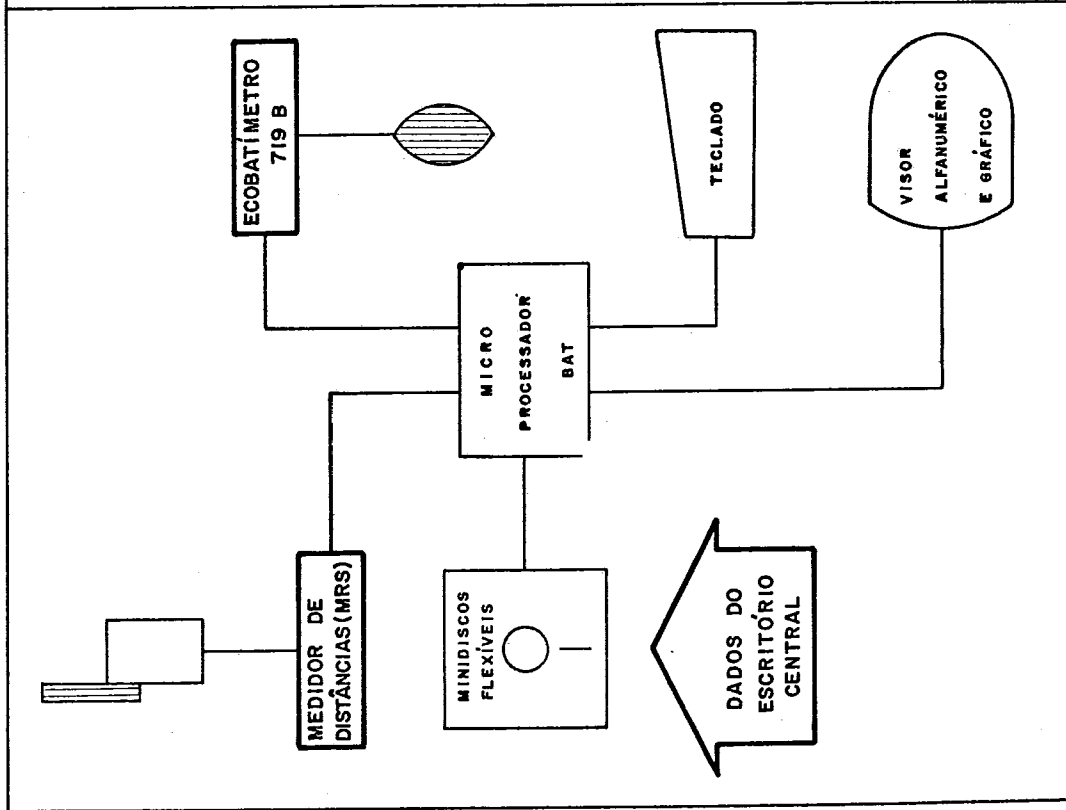 MEDIDOR DE
DISTÂNCIAS (MRS)
ECOBATÍMETRO
719 B
MINIDISCOS
FLEXÍVEIS
MICRO
PROCESSADOR
BAT
TECLADO
DADOS DO
ESCRITÓRIO
CENTRAL
VISOR
ALFANUMÉRICO
E GRÁFICO